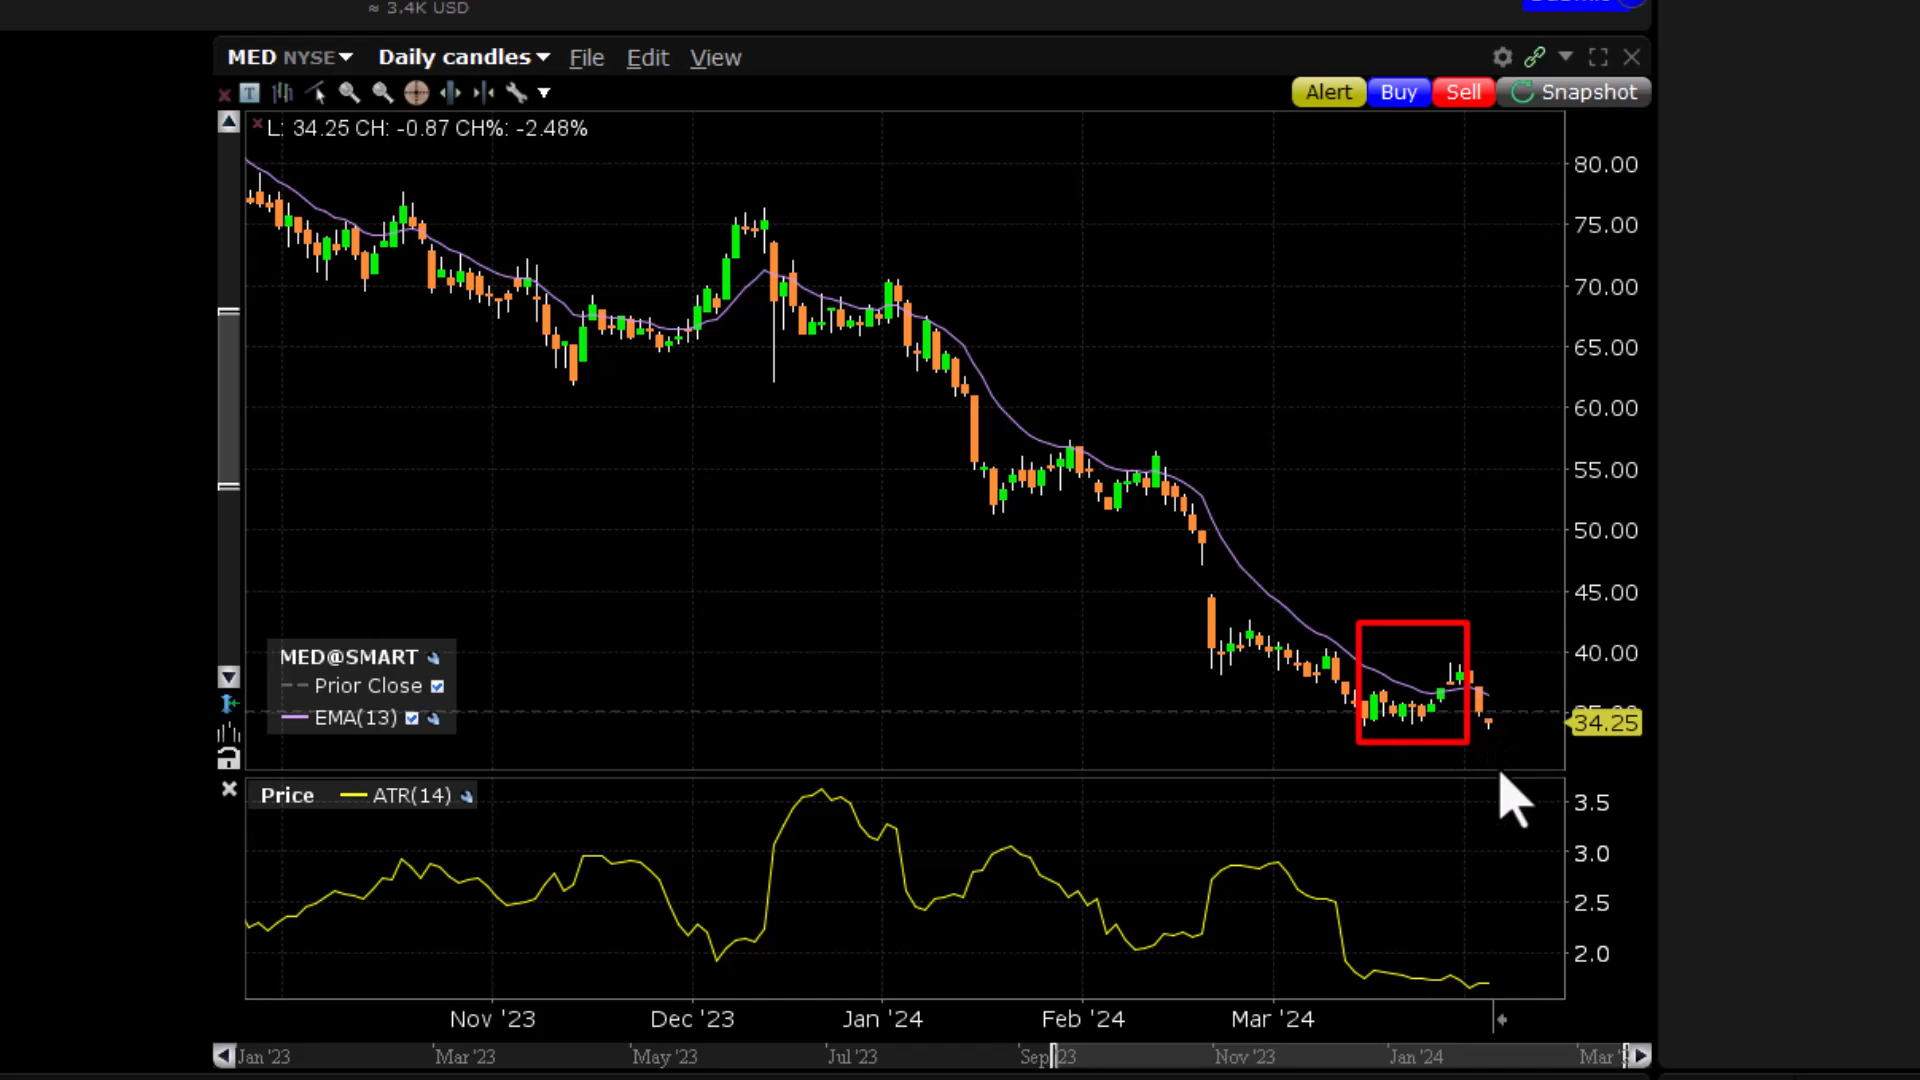 ≈ 3.4K USD
MED NYSE Daily candles File Edit View
T Alert Buy Sell Snapshot
L: 34.25 CH: -0.87 CH%: -2.48%
80.00
75.00
70.00
65.00
60.00
55.00
50.00
45.00
40.00
34.25
MED@SMART
Prior Close
EMA(13)
Price ATR(14)
3.5
3.0
2.5
2.0
Nov '23 Dec '23 Jan '24 Feb '24 Mar '24
Jan '23 Mar '23 May '23 Jul '23 Sep '23 Nov '23 Jan '24 Mar